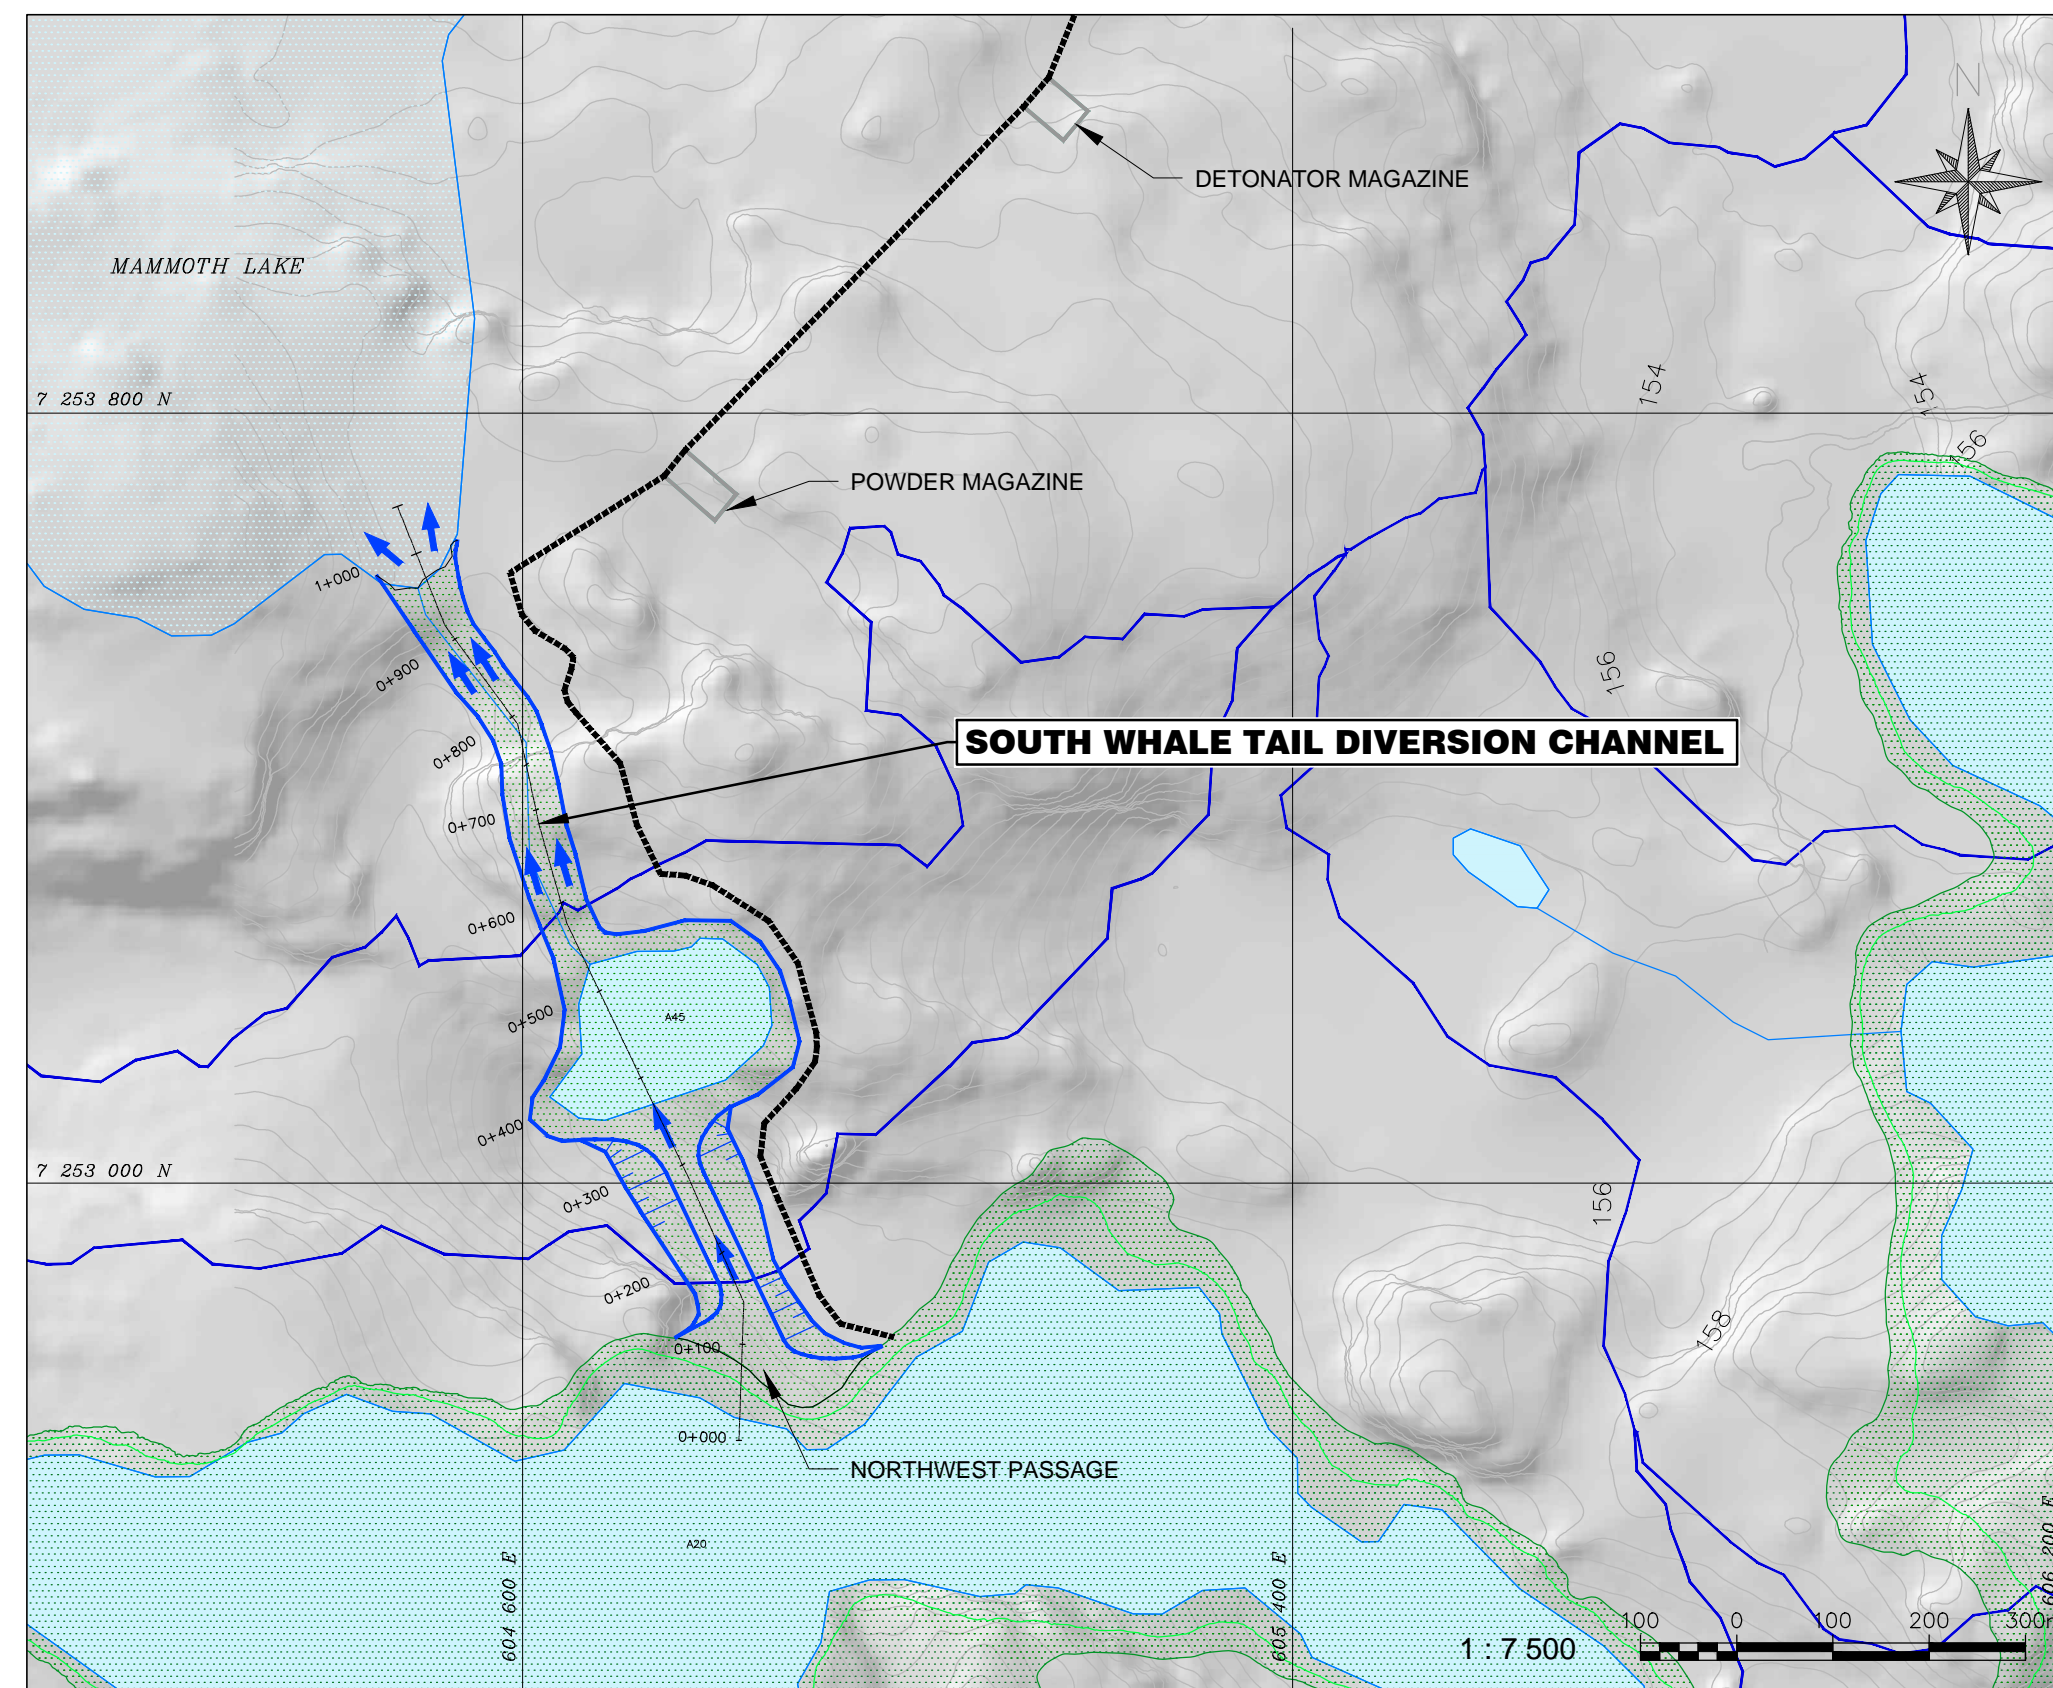 N
DETONATOR MAGAZINE
MAMMOTH LAKE
154
154
7 253 800 N
156
POWDER MAGAZINE
1+000
0+900
156
SOUTH WHALE TAIL DIVERSION CHANNEL
0+800
0+700
0+600
0+500
A45
0+400
7 253 000 N
0+300
156
0+200
158
0+100
0+000
NORTHWEST PASSAGE
A20
604 600 E
605 400 E
606 200 E
1 : 7 500
100 0 100 200 300m